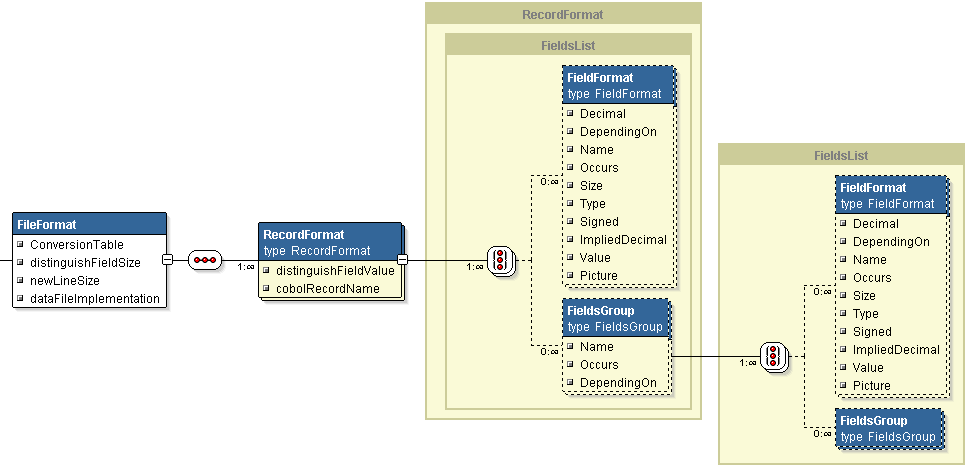 RecordFormat
FieldsList
FieldFormat
type FieldFormat
Decimal
DependingOn
Name
Occurs
Size
Type
Signed
ImpliedDecimal
Value
Picture
0:∞
FileFormat
ConversionTable
distinguishFieldSize
newLineSize
dataFileImplementation
1:∞
RecordFormat
type RecordFormat
distinguishFieldValue
cobolRecordName
1:∞
FieldsGroup
type FieldsGroup
Name
Occurs
DependingOn
0:∞
1:∞
FieldsList
FieldFormat
type FieldFormat
Decimal
DependingOn
Name
Occurs
Size
Type
Signed
ImpliedDecimal
Value
Picture
0:∞
FieldsGroup
type FieldsGroup
0:∞